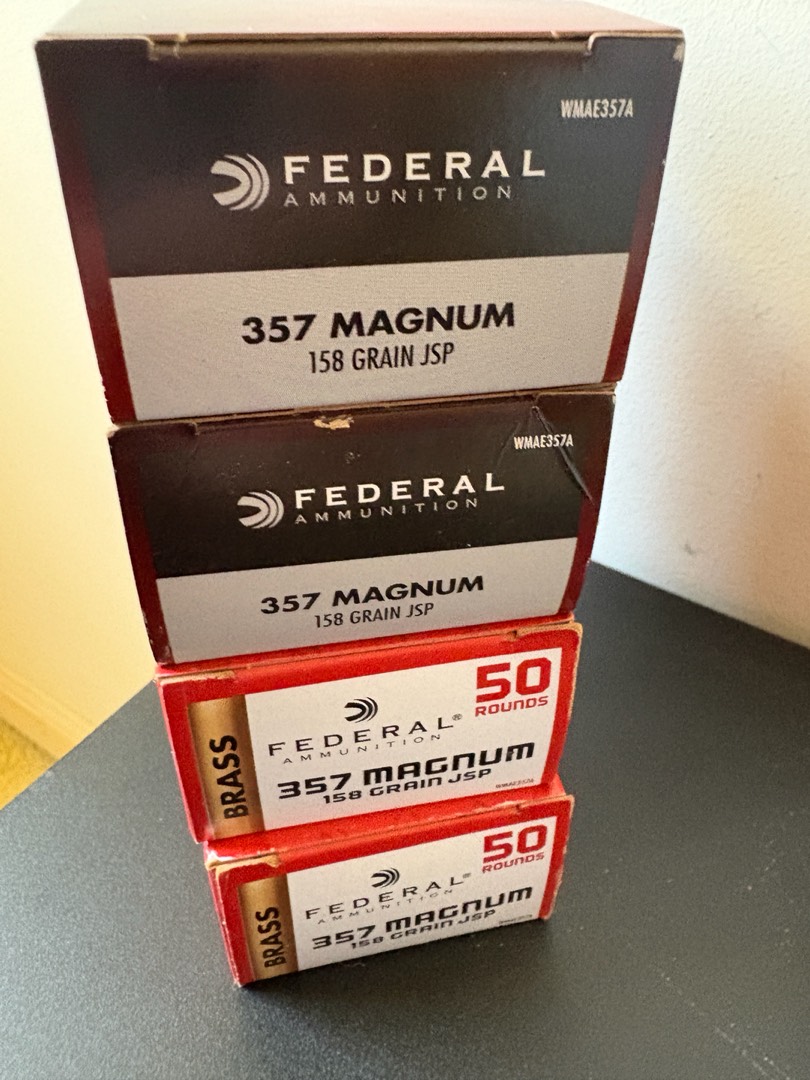 WMAE357A
FEDERAL
AMMUNITION
357 MAGNUM
158 GRAIN JSP
WMAE357A
FEDERAL
AMMUNITION
357 MAGNUM
158 GRAIN JSP
BRASS
50
ROUNDS
FEDERAL®
AMMUNITION
357 MAGNUM
158 GRAIN JSP
BRASS
50
ROUNDS
FEDERAL®
AMMUNITION
357 MAGNUM
158 GRAIN JSP